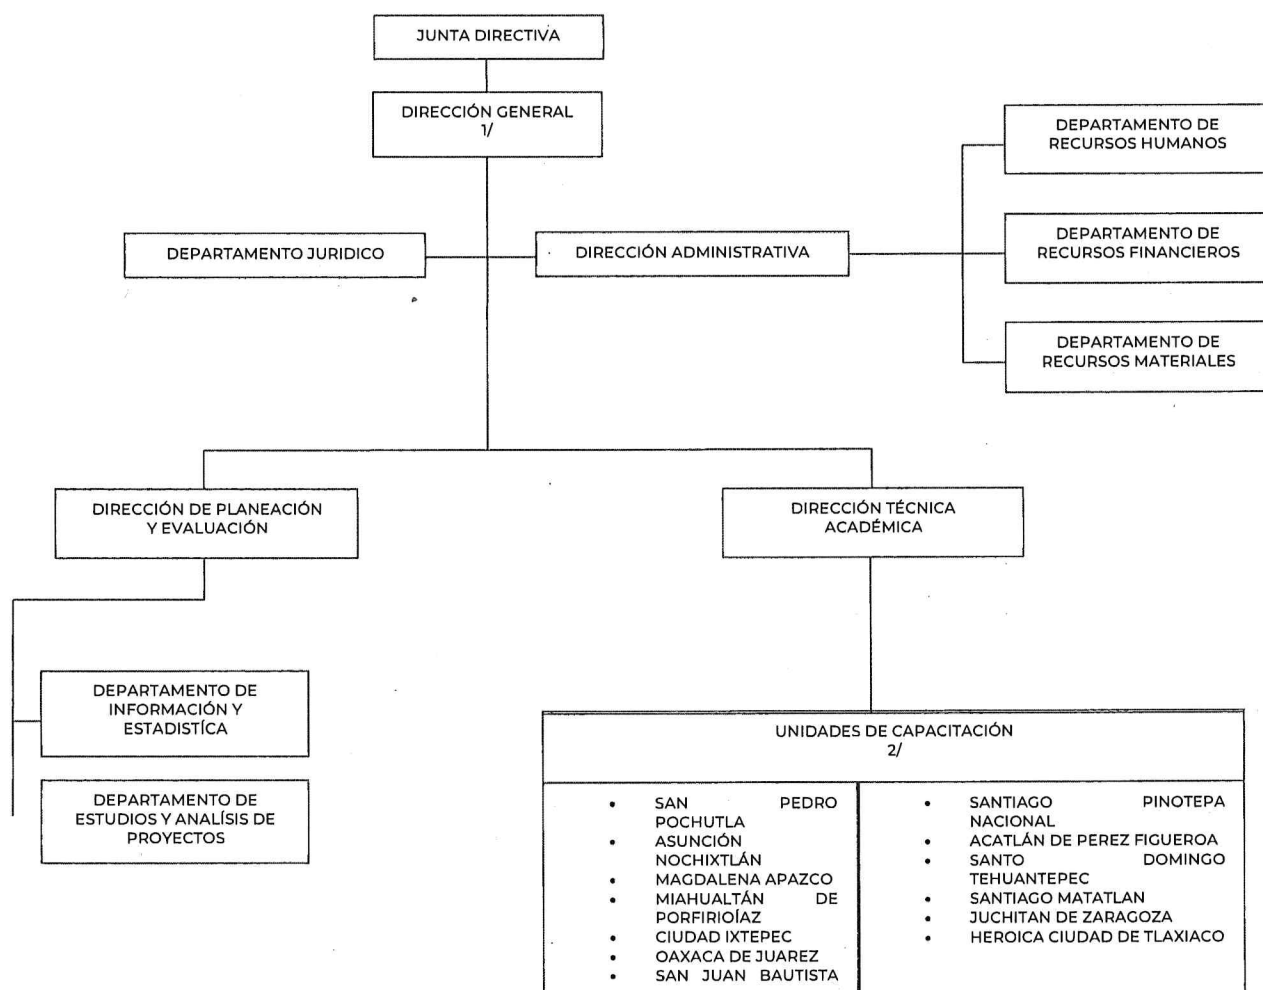 JUNTA DIRECTIVA
DIRECCIÓN GENERAL
1/
DEPARTAMENTO DE
RECURSOS HUMANOS
DEPARTAMENTO JURIDICO
DIRECCIÓN ADMINISTRATIVA
DEPARTAMENTO DE
RECURSOS FINANCIEROS
DEPARTAMENTO DE
RECURSOS MATERIALES
DIRECCIÓN DE PLANEACIÓN
Y EVALUACIÓN
DIRECCIÓN TÉCNICA
ACADÉMICA
DEPARTAMENTO DE
INFORMACIÓN Y
ESTADISTÍCA
DEPARTAMENTO DE
ESTUDIOS Y ANALÍSIS DE
PROYECTOS
UNIDADES DE CAPACITACIÓN
2/
• SAN PEDRO
POCHUTLA
• ASUNCIÓN
NOCHIXTLÁN
• MAGDALENA APAZCO
• MIAHUALTÁN DE
PORFIRIOÍAZ
• CIUDAD IXTEPEC
• OAXACA DE JUAREZ
• SAN JUAN BAUTISTA
• SANTIAGO PINOTEPA
NACIONAL
• ACATLÁN DE PEREZ FIGUEROA
• SANTO DOMINGO
TEHUANTEPEC
• SANTIAGO MATATLAN
• JUCHITAN DE ZARAGOZA
• HEROICA CIUDAD DE TLAXIACO